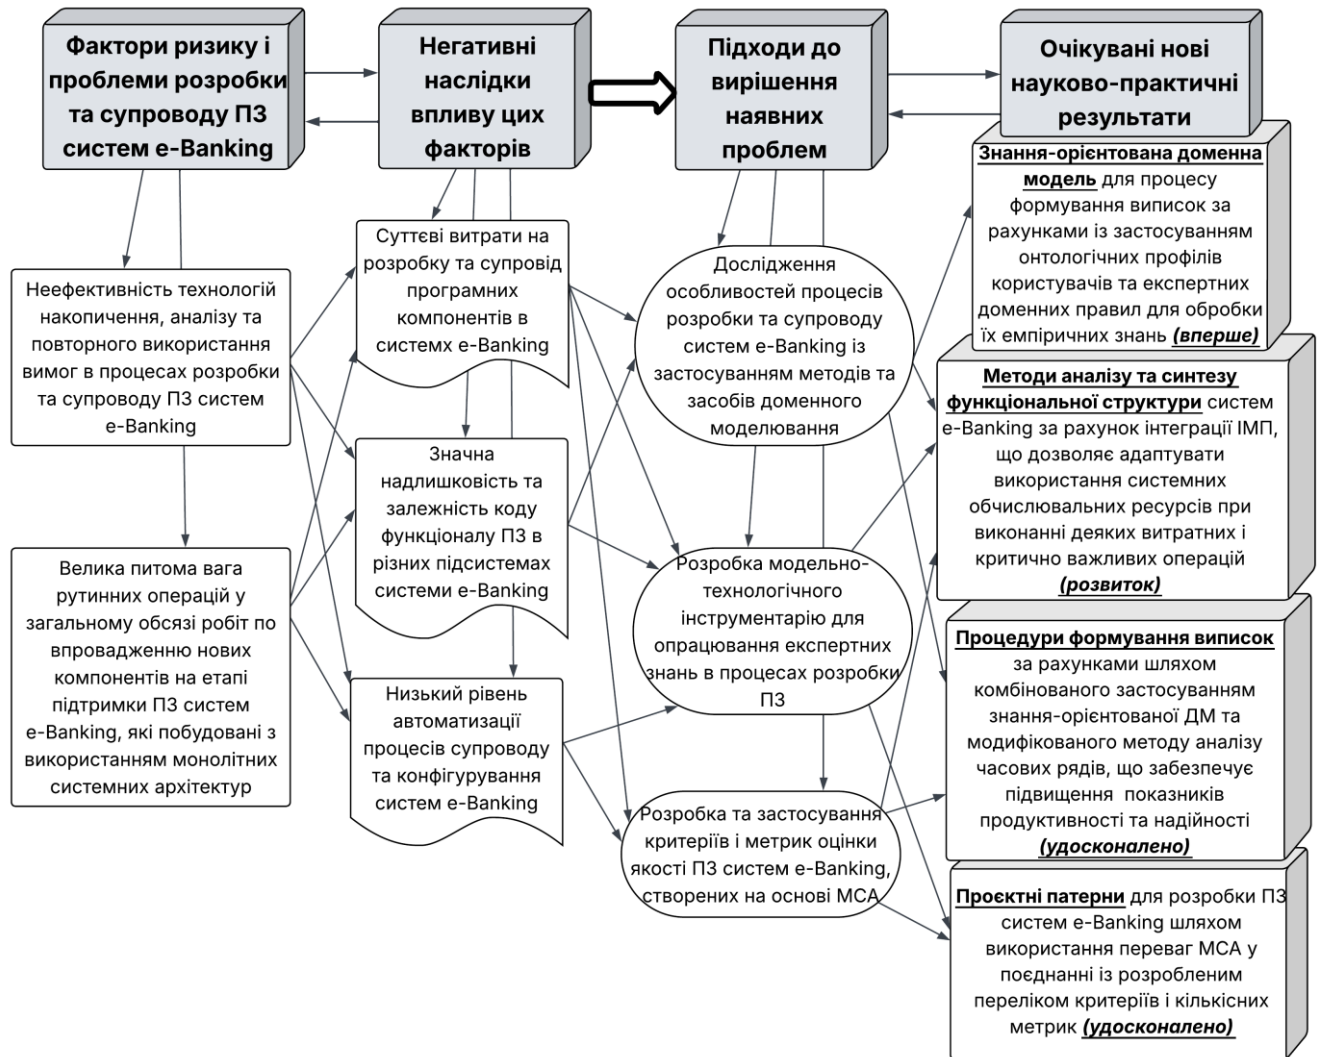 Фактори ризику і
проблеми розробки
та супроводу ПЗ
систем e-Banking
Негативні
наслідки
впливу цих
факторів
Підходи до
вирішення
наявних
проблем
Очікувані нові
науково-практичні
результати
Неефективність технологій
накопичення, аналізу та
повторного використання
вимог в процесах розробки
та супроводу ПЗ систем
e-Banking
Велика питома вага
рутинних операцій у
загальному обсязі робіт по
впровадженню нових
компонентів на етапі
підтримки ПЗ систем
e-Banking, які побудовані з
використанням монолітних
системних архітектур
Суттєві витрати на
розробку та супровід
програмних
компонентів в
системх e-Banking
Значна
надлишковість та
залежність коду
функціоналу ПЗ в
різних підсистемах
системи e-Banking
Низький рівень
автоматизації
процесів супроводу
та конфігурування
систем e-Banking
Дослідження
особливостей процесів
розробки та супроводу
систем e-Banking із
застосуванням методів та
засобів доменного
моделювання
Розробка модельно-
технологічного
інструментарію для
опрацювання експертних
знань в процесах розробки
ПЗ
Розробка та застосування
критеріїв і метрик оцінки
якості ПЗ систем e-Banking,
створених на основі МСА
Знання-орієнтована доменна
модель для процесу
формування виписок за
рахунками із застосуванням
онтологічних профілів
користувачів та експертних
доменних правил для обробки
їх емпіричних знань (вперше)
Методи аналізу та синтезу
функціональної структури систем
e-Banking за рахунок інтеграції ІМП,
що дозволяє адаптувати
використання системних
обчислювальних ресурсів при
виконанні деяких витратних і
критично важливих операцій
(розвиток)
Процедури формування виписок
за рахунками шляхом
комбінованого застосуванням
знання-орієнтованої ДМ та
модифікованого методу аналізу
часових рядів, що забезпечує
підвищення показників
продуктивності та надійності
(удосконалено)
Проєктні патерни для розробки ПЗ
систем e-Banking шляхом
використання переваг МСА у
поєднанні із розробленим
переліком критеріїв і кількісних
метрик (удосконалено)